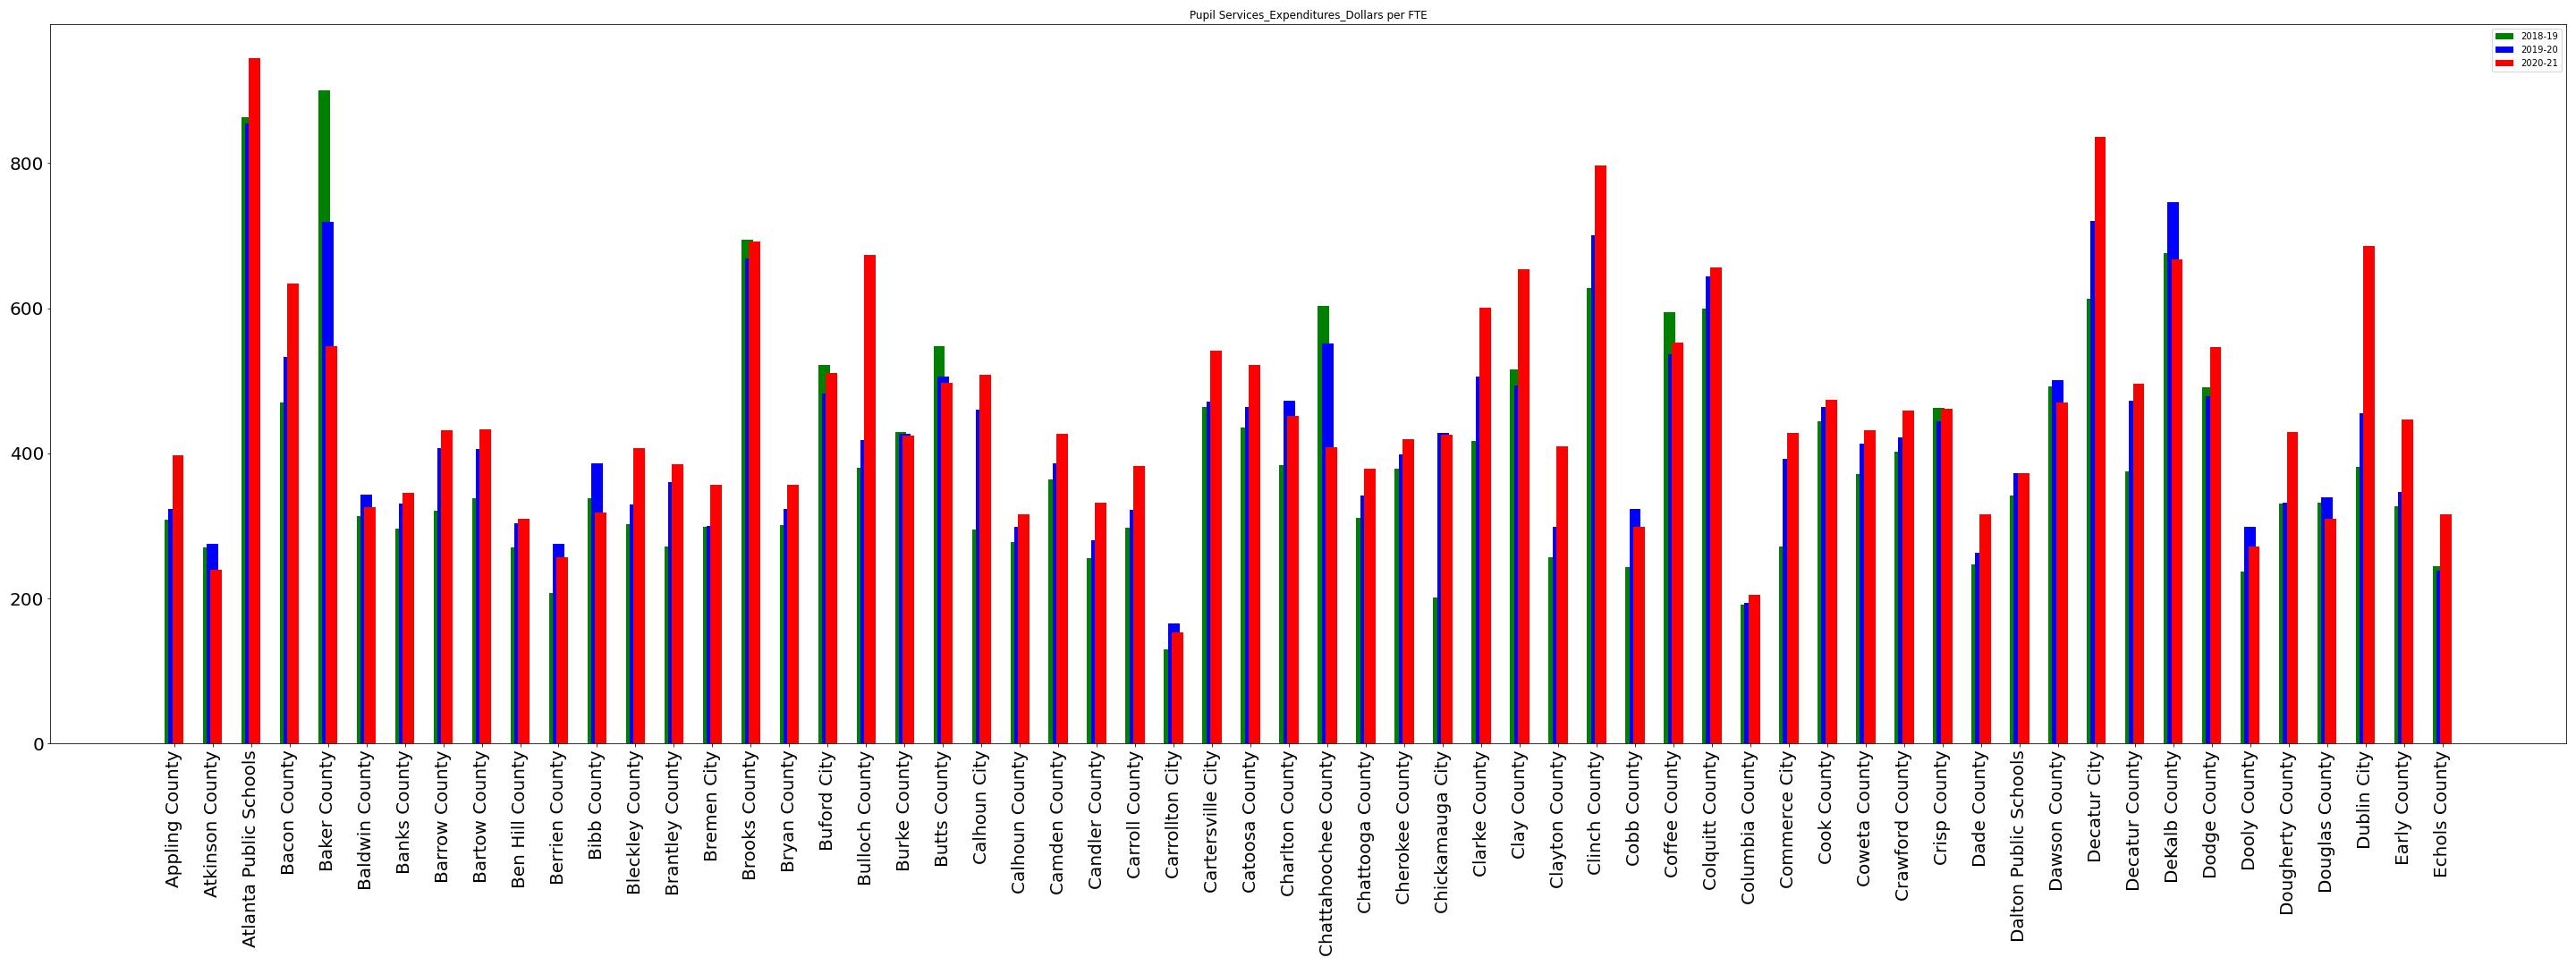 Pupil Services_Expenditures_Dollars per FTE
2018-19
2019-20
2020-21
800
600
400
200
0
Appling County
Atkinson County
Atlanta Public Schools
Bacon County
Baker County
Baldwin County
Banks County
Barrow County
Bartow County
Ben Hill County
Berrien County
Bibb County
Bleckley County
Brantley County
Bremen City
Brooks County
Bryan County
Buford City
Bulloch County
Burke County
Butts County
Calhoun City
Calhoun County
Camden County
Candler County
Carroll County
Carrollton City
Cartersville City
Catoosa County
Charlton County
Chattahoochee County
Chattooga County
Cherokee County
Chickamauga City
Clarke County
Clay County
Clayton County
Clinch County
Cobb County
Coffee County
Colquitt County
Columbia County
Commerce City
Cook County
Coweta County
Crawford County
Crisp County
Dade County
Dalton Public Schools
Dawson County
Decatur City
Decatur County
DeKalb County
Dodge County
Dooly County
Dougherty County
Douglas County
Dublin City
Early County
Echols County